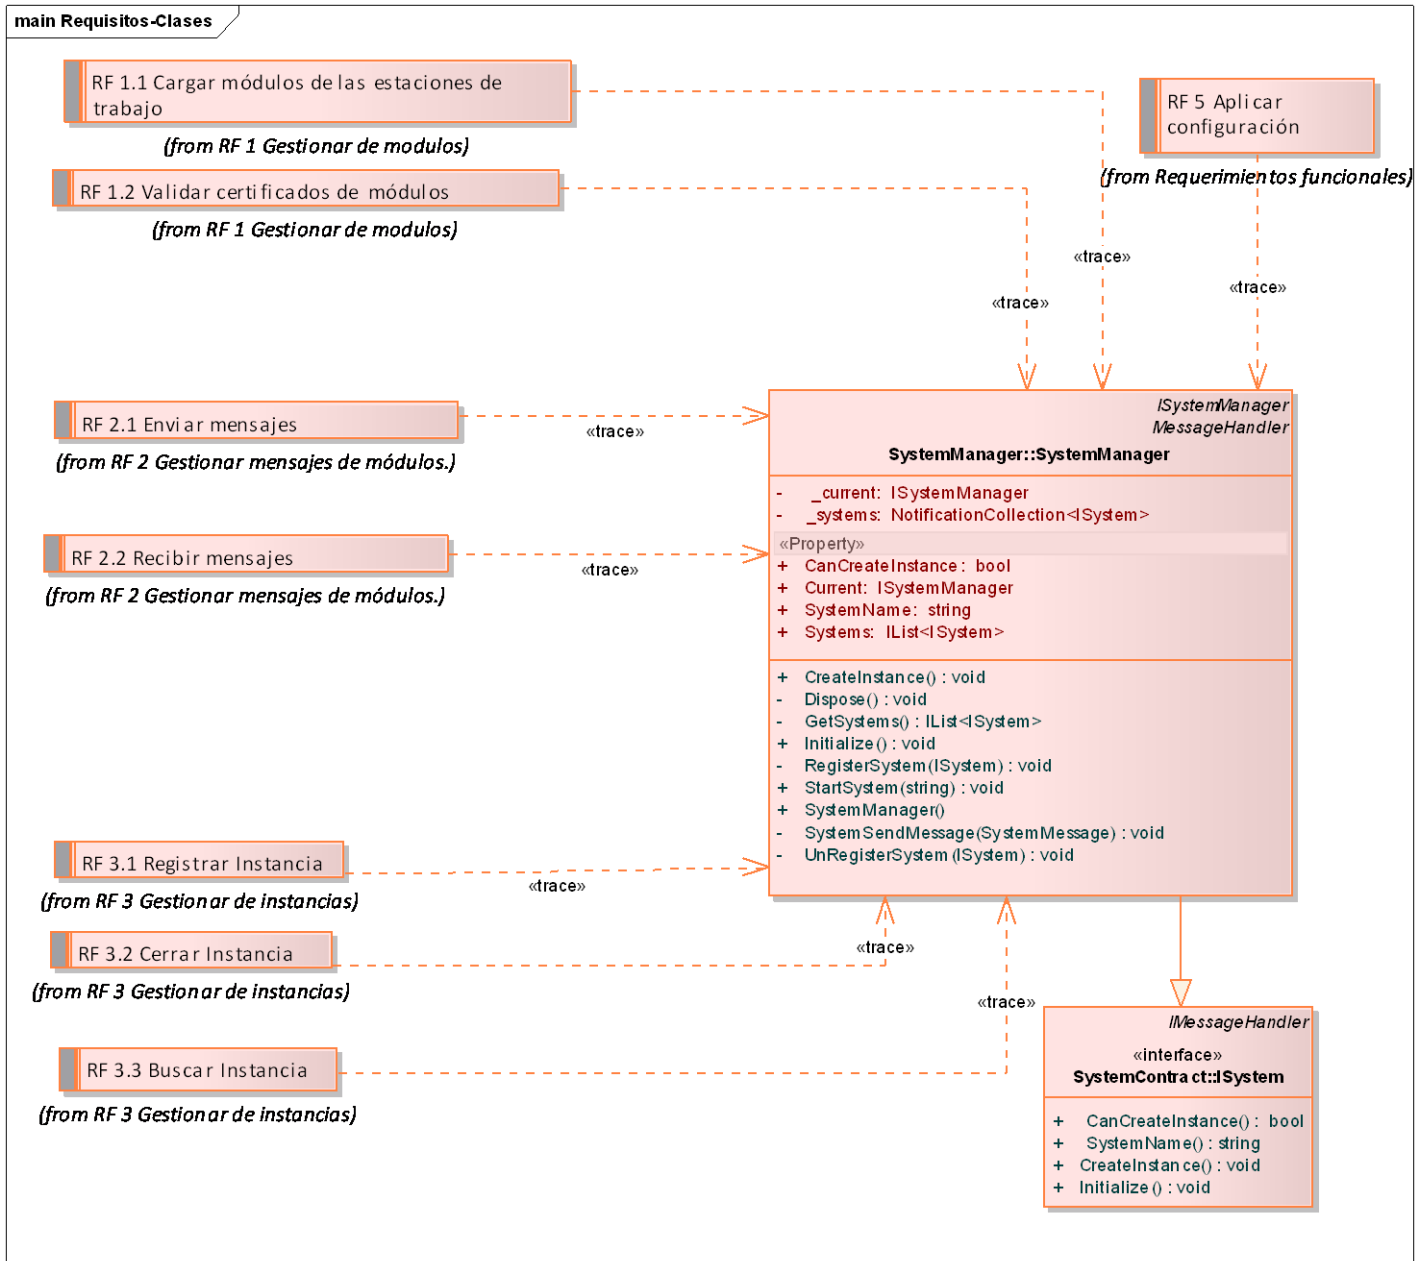 main Requisitos-Clases
RF 1.1 Cargar módulos de las estaciones de
trabajo
(from RF 1 Gestionar de modulos)
RF 1.2 Validar certificados de módulos
(from RF 1 Gestionar de modulos)
RF 5 Aplicar
configuración
(from Requerimientos funcionales)
«trace»
«trace»
«trace»
RF 2.1 Enviar mensajes
(from RF 2 Gestionar mensajes de módulos.)
«trace»
RF 2.2 Recibir mensajes
(from RF 2 Gestionar mensajes de módulos.)
«trace»
ISystemManager
MessageHandler
SystemManager::SystemManager
- _current: ISystemManager
- _systems: NotificationCollection<ISystem>
«Property»
+ CanCreateInstance: bool
+ Current: ISystemManager
+ SystemName: string
+ Systems: IList<ISystem>
+ CreateInstance() : void
- Dispose() : void
- GetSystems() : IList<ISystem>
+ Initialize() : void
- RegisterSystem(ISystem) : void
+ StartSystem(string) : void
+ SystemManager()
- SystemSendMessage(SystemMessage) : void
- UnRegisterSystem(ISystem) : void
RF 3.1 Registrar Instancia
(from RF 3 Gestionar de instancias)
«trace»
RF 3.2 Cerrar Instancia
(from RF 3 Gestionar de instancias)
«trace»
RF 3.3 Buscar Instancia
(from RF 3 Gestionar de instancias)
«trace»
IMessageHandler
«interface»
SystemContract::ISystem
+ CanCreateInstance() : bool
+ SystemName() : string
+ CreateInstance() : void
+ Initialize() : void